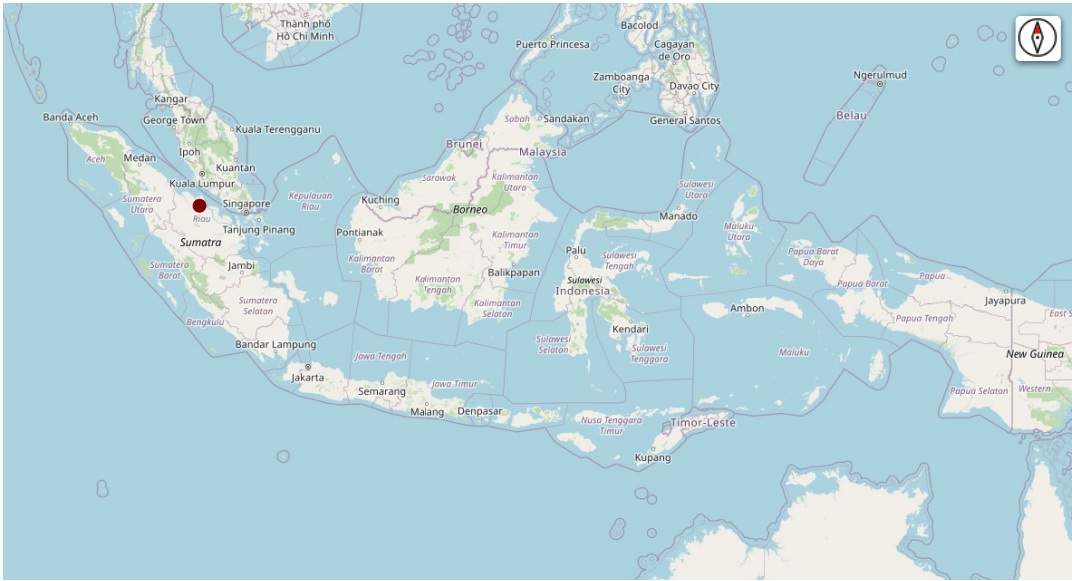 Thành phố
Hồ Chí Minh
Bacolod
Puerto Princesa
Cagayan
de Oro
Zamboanga
City
Davao City
Ngerulmud
Kangar
Banda Aceh
George Town
Kuala Terengganu
General Santos
Belau
Sabah
Sandakan
Brunei
Malaysia
Ipoh
Aceh
Medan
Kuantan
Kuala Lumpur
Sarawak
Kalimantan
Utara
Sumatera
Utara
Kepulauan
Riau
Singapore
Kuching
Borneo
Sulawesi
Utara
Manado
Riau
Tanjung Pinang
Pontianak
Kalimantan
Timur
Maluku
Utara
Sumatra
Kalimantan
Barat
Palu
Sulawesi
Tengah
Papua Barat
Daya
Sumatera
Barat
Jambi
Balikpapan
Kalimantan
Tengah
Sulawesi
Indonesia
Papua Barat
Papua
Sumatera
Selatan
Kalimantan
Selatan
Ambon
Jayapura
Bengkulu
Kendari
Papua Tengah
East S
Bandar Lampung
Sulawesi
Selatan
Sulawesi
Tenggara
Maluku
New Guinea
Jawa Tengah
Jakarta
Semarang
Jawa Timur
Papua Selatan
Western
Malang
Denpasar
Nusa Tenggara
Timur
Timor-Leste
Kupang